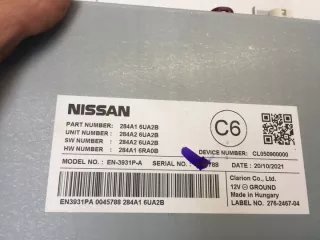 NISSAN
C6
PART NUMBER: 284A1 6UA2B
UNIT NUMBER: 284A2 6UA2B
SW NUMBER: 284A2 6UA2B
HW NUMBER: 284A1 6RA0B
DEVICE NUMBER: CL050900000
MODEL NO.: EN-3931P-A SERIAL NO. 5788 DATE: 20/10/2021
Clarion Co., Ltd.
12V⎓ GROUND
Made in Hungary
EN3931PA 0045788 284A1 6UA2B
LABEL NO. 276-2467-04